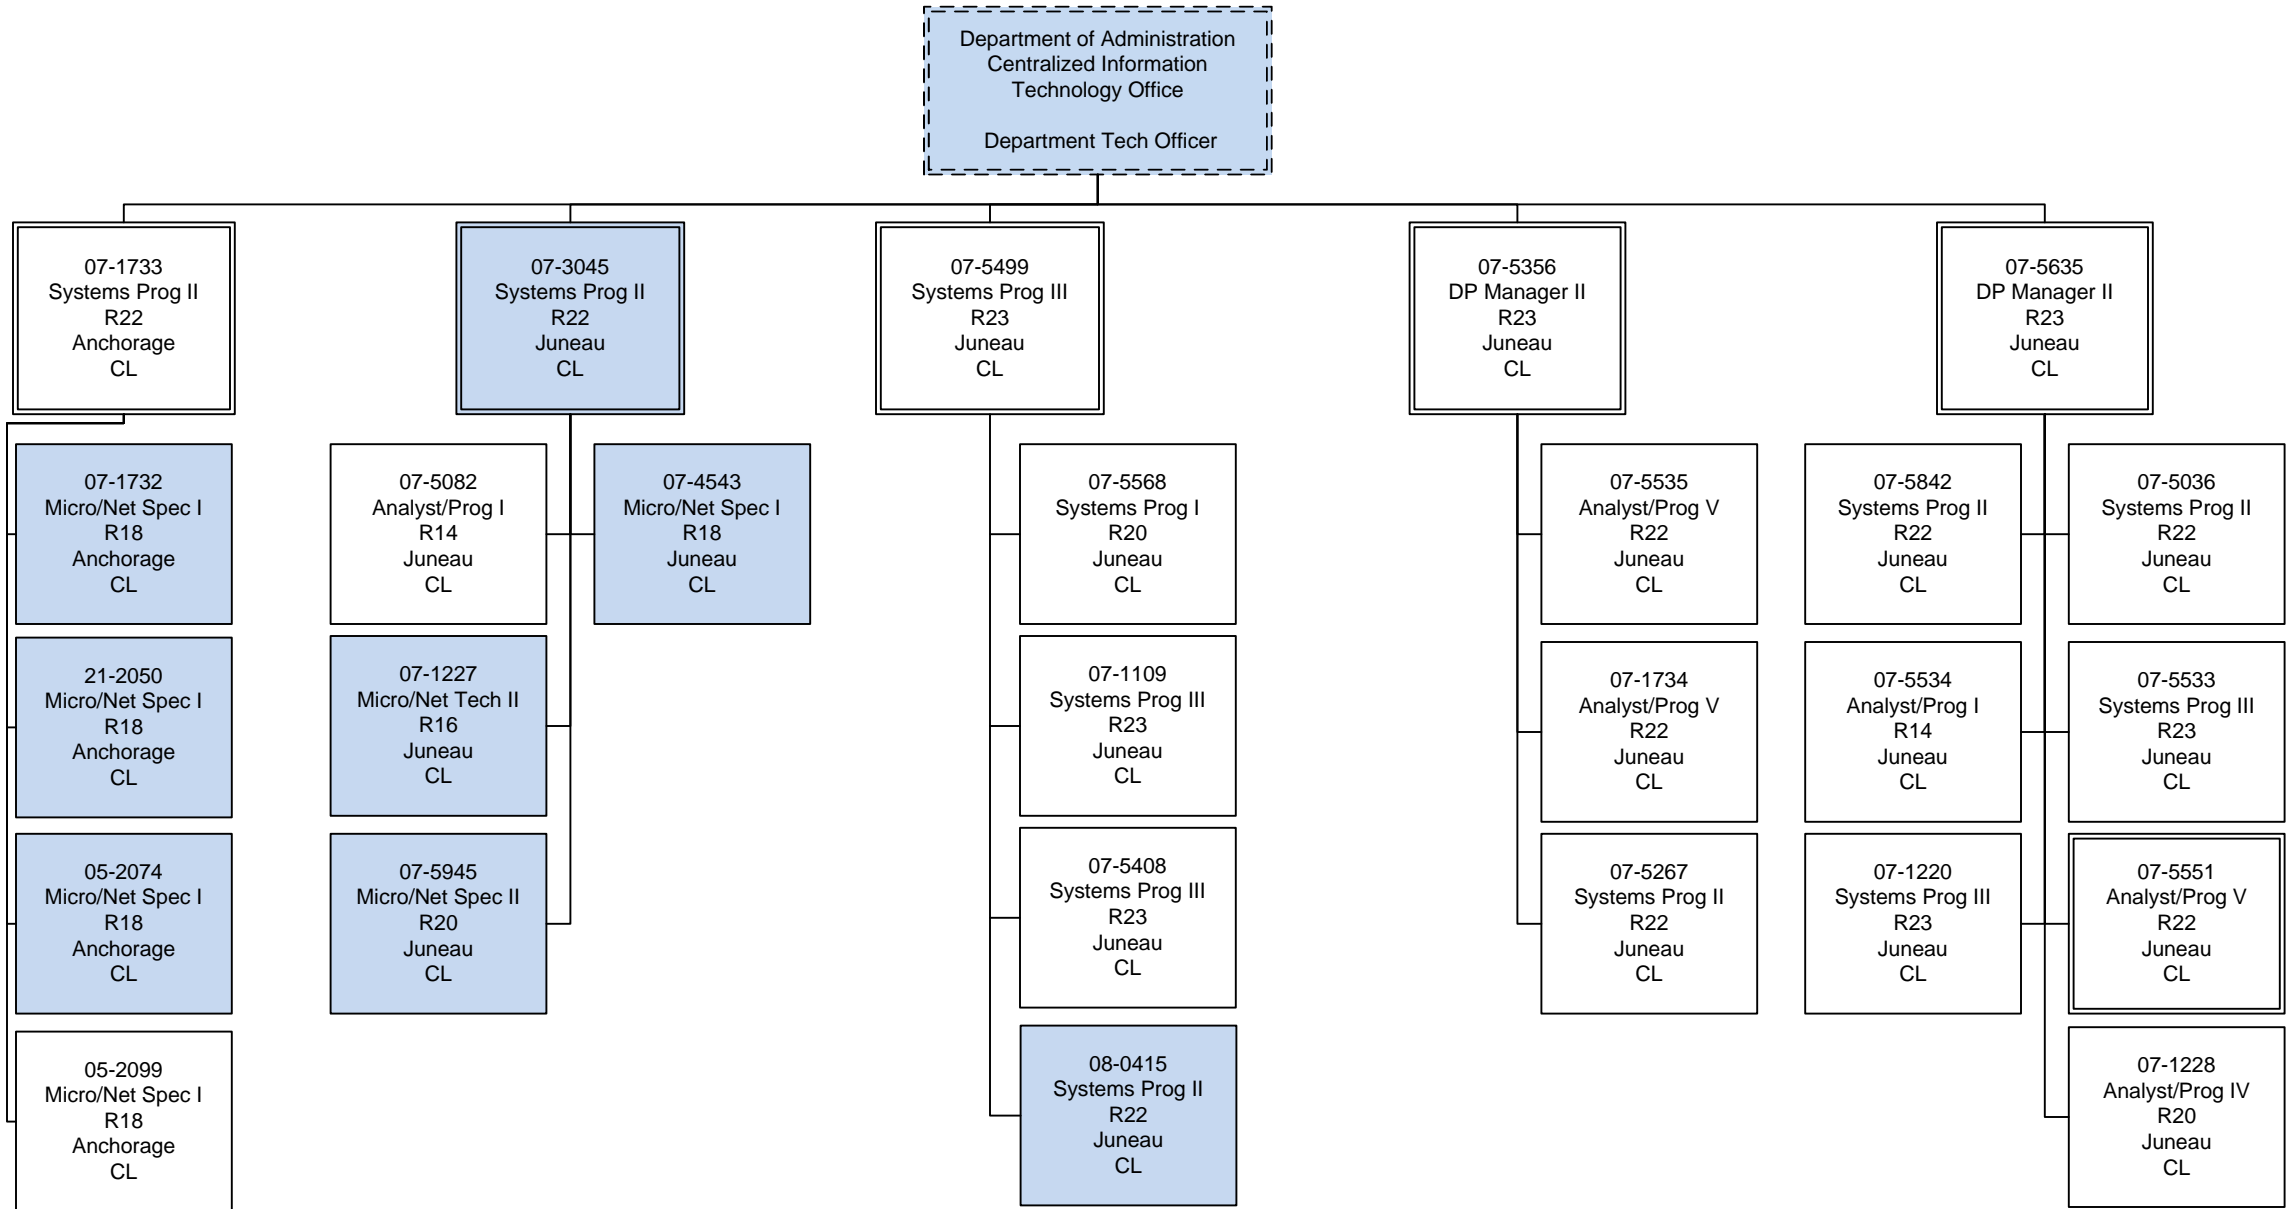 Department of Administration
Centralized Information
Technology Office
Department Tech Officer
07-1733
Systems Prog II
R22
Anchorage
CL
07-3045
Systems Prog II
R22
Juneau
CL
07-5499
Systems Prog III
R23
Juneau
CL
07-5356
DP Manager II
R23
Juneau
CL
07-5635
DP Manager II
R23
Juneau
CL
07-1732
Micro/Net Spec I
R18
Anchorage
CL
07-5082
Analyst/Prog I
R14
Juneau
CL
07-4543
Micro/Net Spec I
R18
Juneau
CL
07-5568
Systems Prog I
R20
Juneau
CL
07-5535
Analyst/Prog V
R22
Juneau
CL
07-5842
Systems Prog II
R22
Juneau
CL
07-5036
Systems Prog II
R22
Juneau
CL
21-2050
Micro/Net Spec I
R18
Anchorage
CL
07-1227
Micro/Net Tech II
R16
Juneau
CL
07-1109
Systems Prog III
R23
Juneau
CL
07-1734
Analyst/Prog V
R22
Juneau
CL
07-5534
Analyst/Prog I
R14
Juneau
CL
07-5533
Systems Prog III
R23
Juneau
CL
05-2074
Micro/Net Spec I
R18
Anchorage
CL
07-5945
Micro/Net Spec II
R20
Juneau
CL
07-5408
Systems Prog III
R23
Juneau
CL
07-5267
Systems Prog II
R22
Juneau
CL
07-1220
Systems Prog III
R23
Juneau
CL
07-5551
Analyst/Prog V
R22
Juneau
CL
05-2099
Micro/Net Spec I
R18
Anchorage
CL
08-0415
Systems Prog II
R22
Juneau
CL
07-1228
Analyst/Prog IV
R20
Juneau
CL